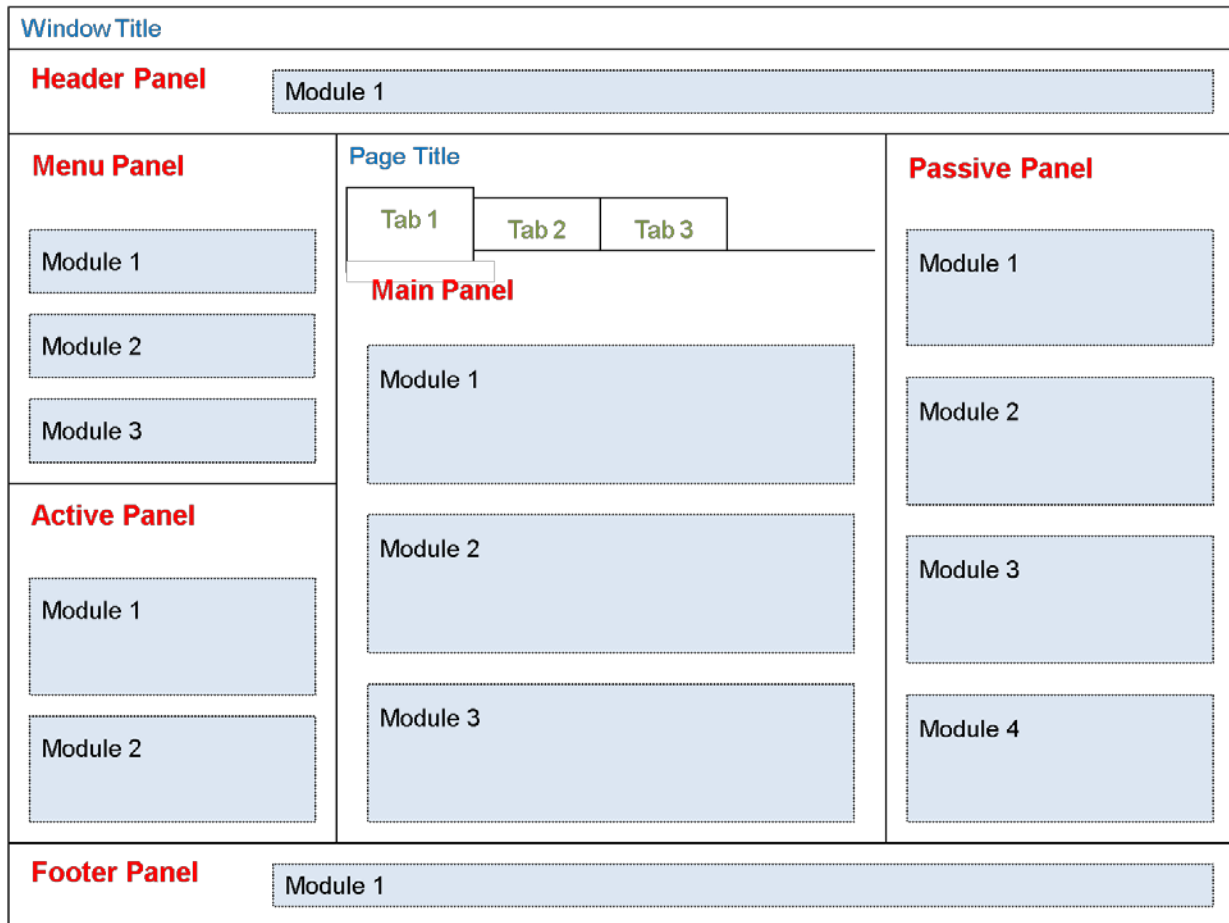 Window Title
Header Panel
Module 1
Menu Panel
Module 1
Module 2
Module 3
Active Panel
Module 1
Module 2
Page Title
Tab 1
Tab 2
Tab 3
Main Panel
Module 1
Module 2
Module 3
Passive Panel
Module 1
Module 2
Module 3
Module 4
Footer Panel
Module 1